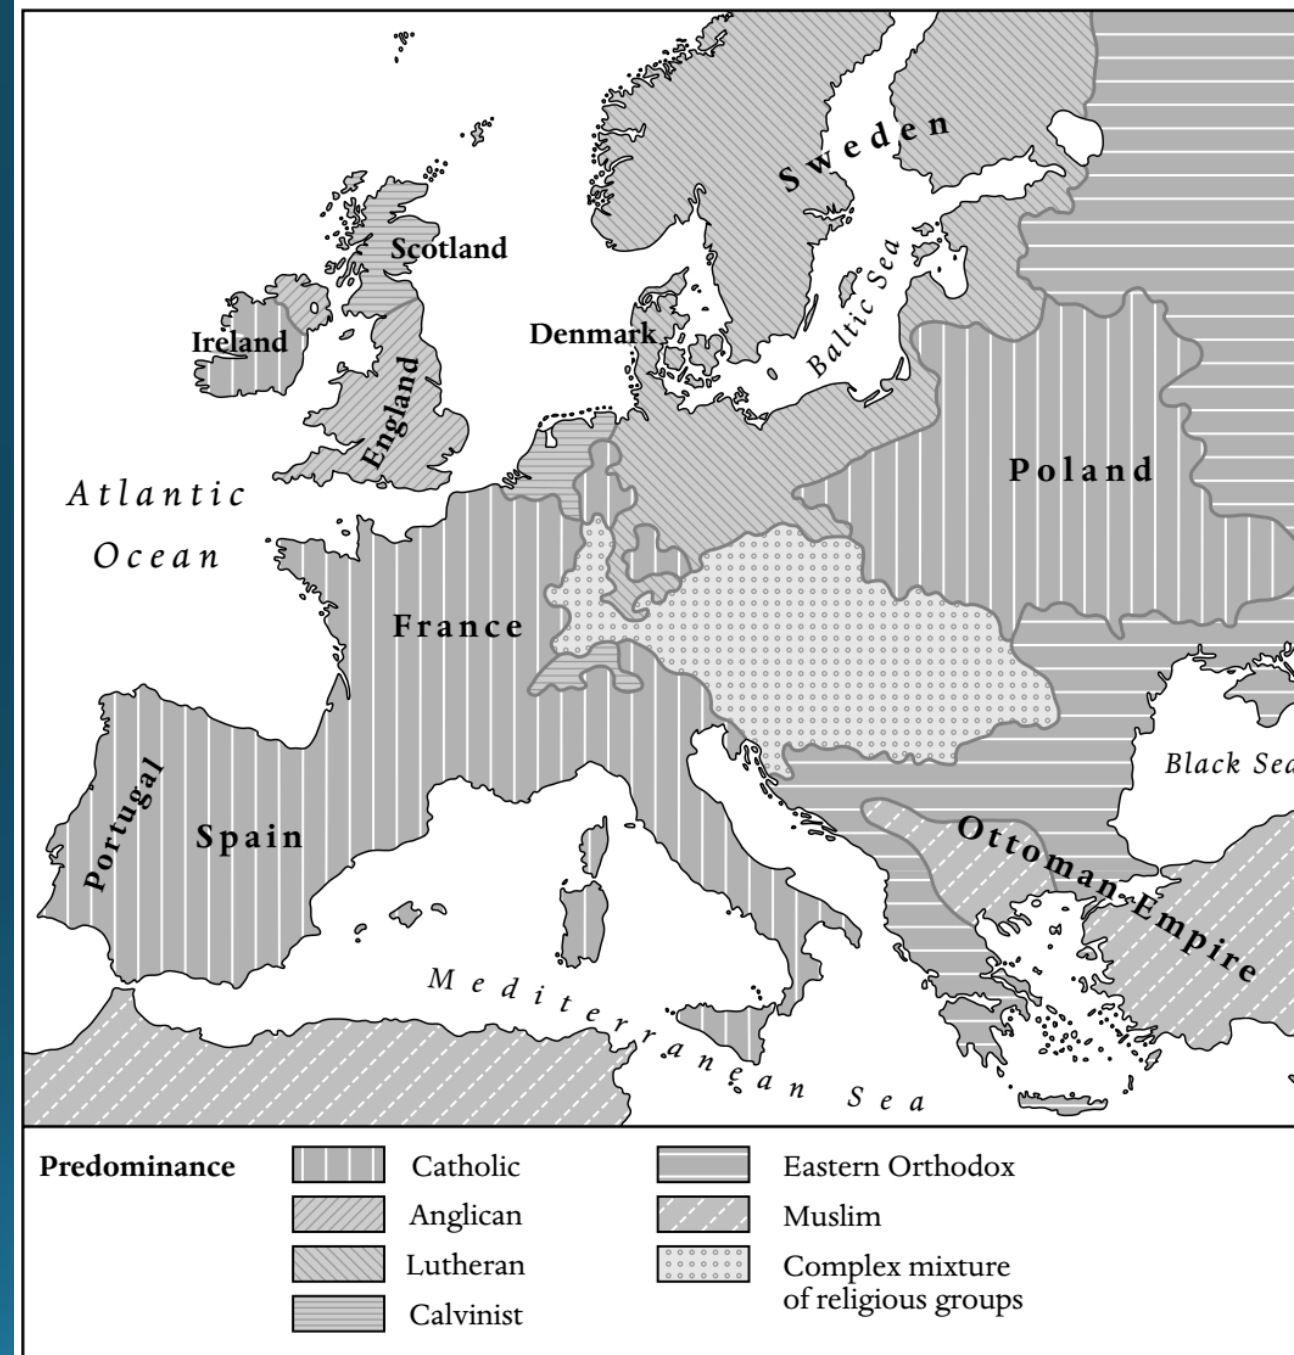 Sweden
Scotland
Baltic Sea
Ireland
Denmark
England
Poland
Atlantic
Ocean
France
Black Sea
Portugal
Spain
Ottoman Empire
Mediterranean Sea
Predominance
Catholic
Anglican
Lutheran
Calvinist
Eastern Orthodox
Muslim
Complex mixture
of religious groups